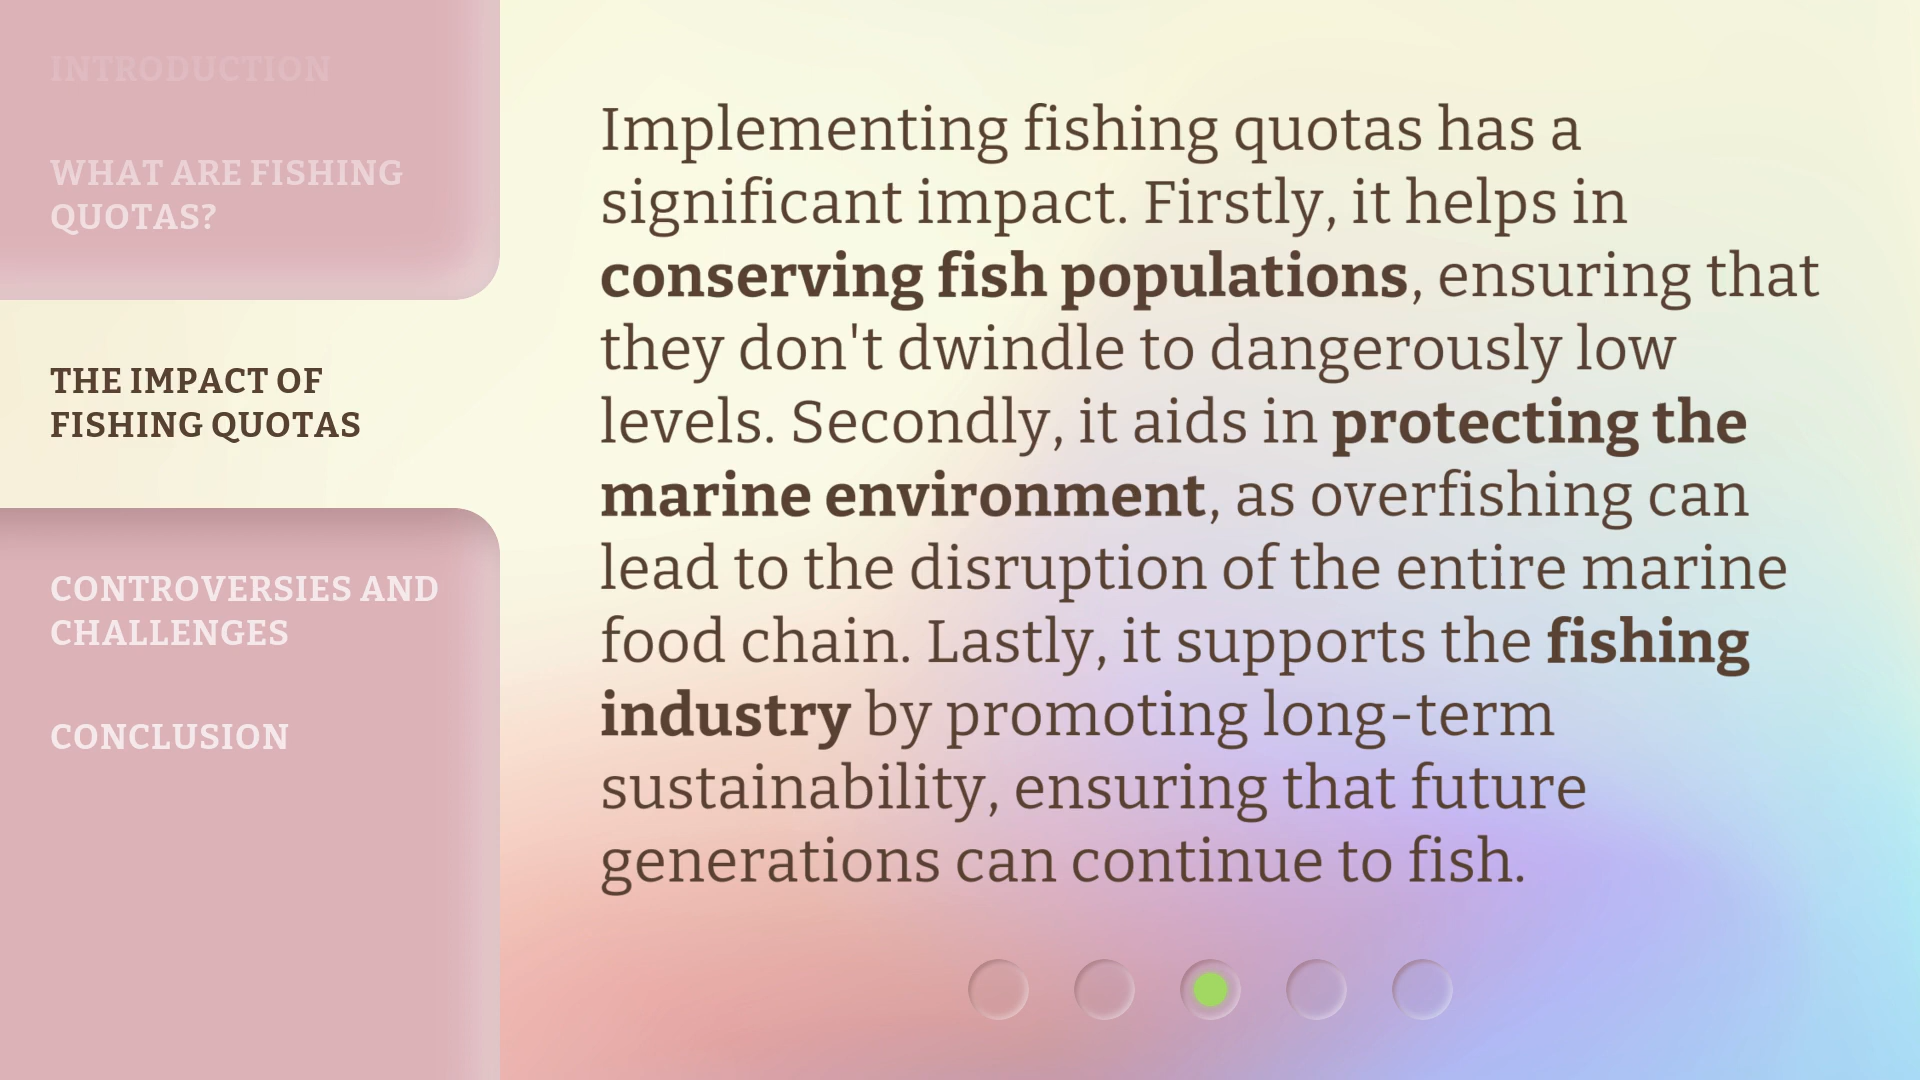 INTRODUCTION
WHAT ARE FISHING
QUOTAS?
THE IMPACT OF
FISHING QUOTAS
CONTROVERSIES AND
CHALLENGES
CONCLUSION
Implementing fishing quotas has a
significant impact. Firstly, it helps in
conserving fish populations, ensuring that
they don't dwindle to dangerously low
levels. Secondly, it aids in protecting the
marine environment, as overfishing can
lead to the disruption of the entire marine
food chain. Lastly, it supports the fishing
industry by promoting long-term
sustainability, ensuring that future
generations can continue to fish.